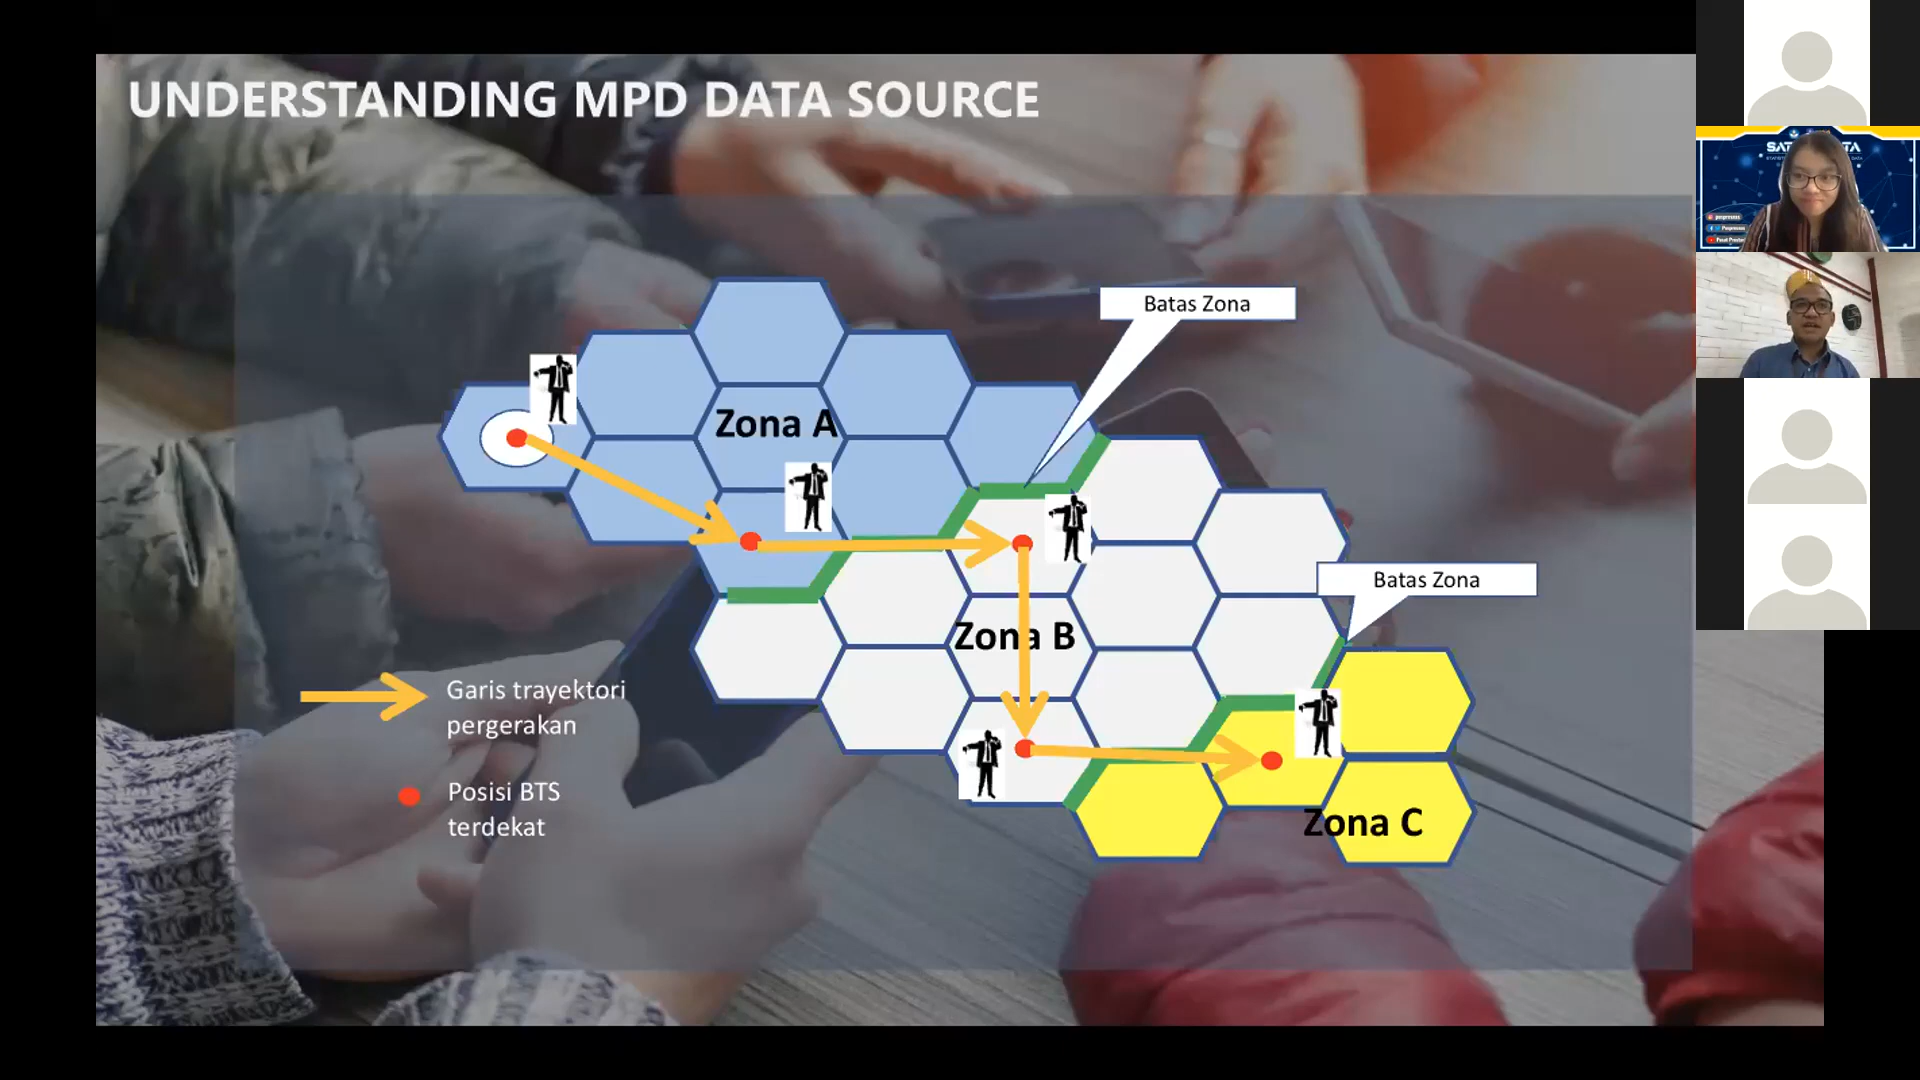 UNDERSTANDING MPD DATA SOURCE
Batas Zona
Zona A
Batas Zona
Zona B
Garis trayektori
pergerakan
Posisi BTS
terdekat
Zona C